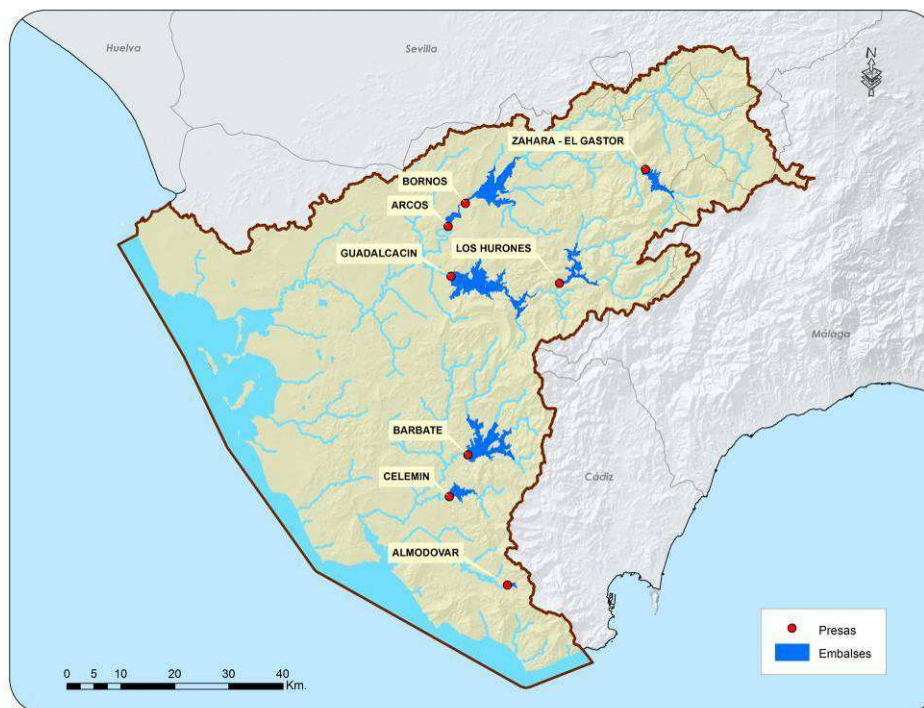 Huelva
Sevilla
N
ZAHARA - EL GASTOR
BORNOS
ARCOS
GUADALCACIN
LOS HURONES
Málaga
BARBATE
CELEMIN
Cádiz
ALMODOVAR
Presas
Embalses
0 5 10 20 30 40
Km.